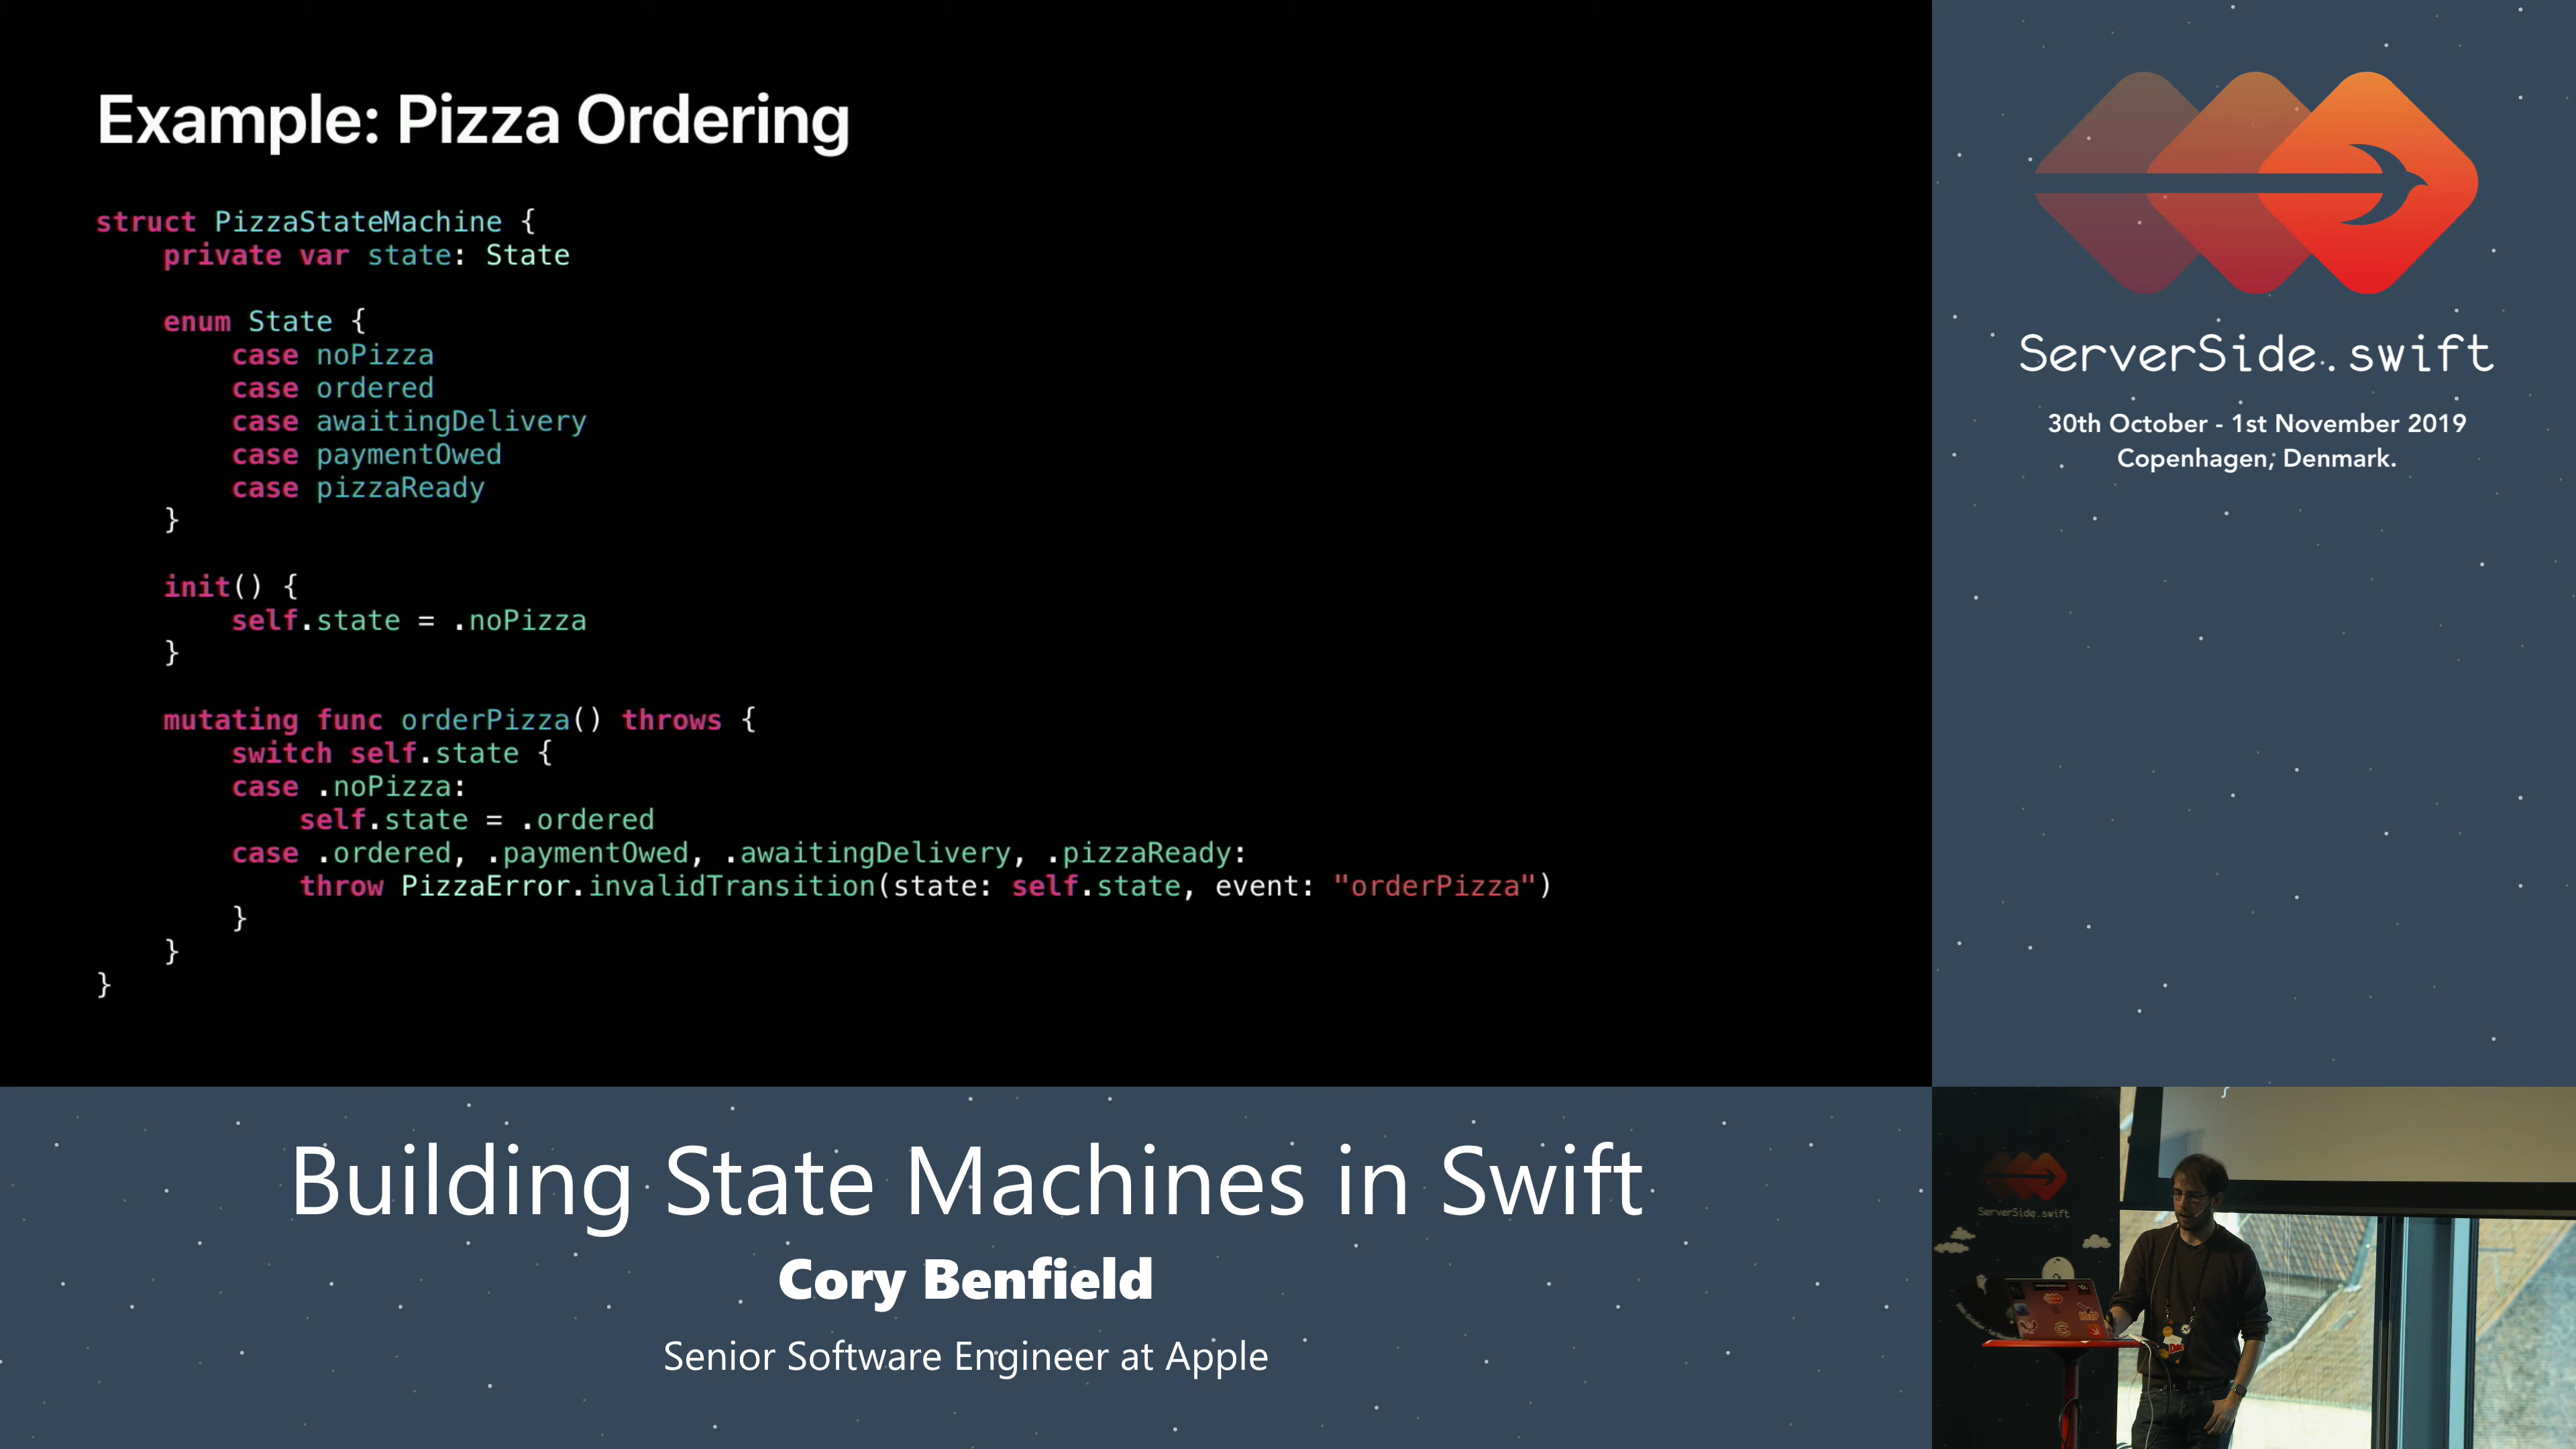 Example: Pizza Ordering
struct PizzaStateMachine {
    private var state: State

    enum State {
        case noPizza
        case ordered
        case awaitingDelivery
        case paymentOwed
        case pizzaReady
    }

    init() {
        self.state = .noPizza
    }

    mutating func orderPizza() throws {
        switch self.state {
        case .noPizza:
            self.state = .ordered
        case .ordered, .paymentOwed, .awaitingDelivery, .pizzaReady:
            throw PizzaError.invalidTransition(state: self.state, event: "orderPizza")
        }
    }
}
ServerSide.swift
30th October - 1st November 2019
Copenhagen, Denmark.
Building State Machines in Swift
Cory Benfield
Senior Software Engineer at Apple
ServerSide.swift